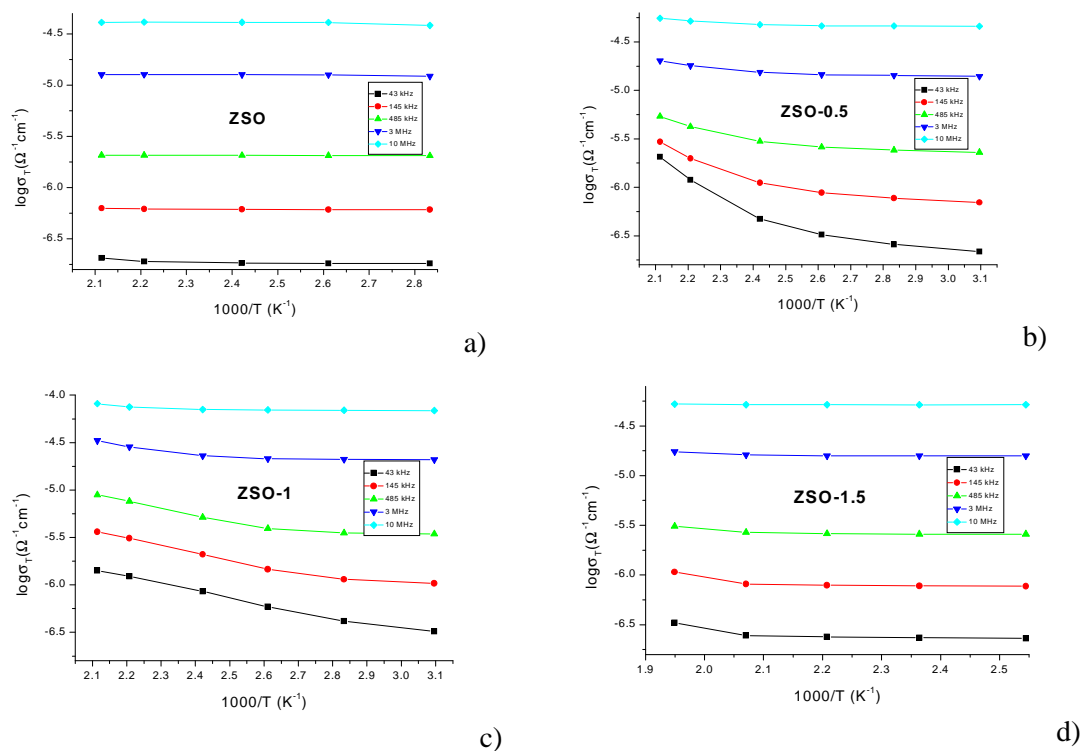 -4.5
-5.0
-5.5
-6.0
-6.5
logσT(Ω-1cm-1)
ZSO
43 kHz
145 kHz
485 kHz
3 MHz
10 MHz
2.1 2.2 2.3 2.4 2.5 2.6 2.7 2.8
1000/T (K-1)
a)
-4.5
-5.0
-5.5
-6.0
-6.5
logσT(Ω-1cm-1)
ZSO-0.5
43 kHz
145 kHz
485 kHz
3 MHz
10 MHz
2.1 2.2 2.3 2.4 2.5 2.6 2.7 2.8 2.9 3.0 3.1
1000/T (K-1)
b)
-4.0
-4.5
-5.0
-5.5
-6.0
-6.5
logσT(Ω-1cm-1)
ZSO-1
43 kHz
145 kHz
485 kHz
3 MHz
10 MHz
2.1 2.2 2.3 2.4 2.5 2.6 2.7 2.8 2.9 3.0 3.1
1000/T (K-1)
c)
-4.5
-5.0
-5.5
-6.0
-6.5
logσT(Ω-1cm-1)
ZSO-1.5
43 kHz
145 kHz
485 kHz
3 MHz
10 MHz
1.9 2.0 2.1 2.2 2.3 2.4 2.5
1000/T (K-1)
d)